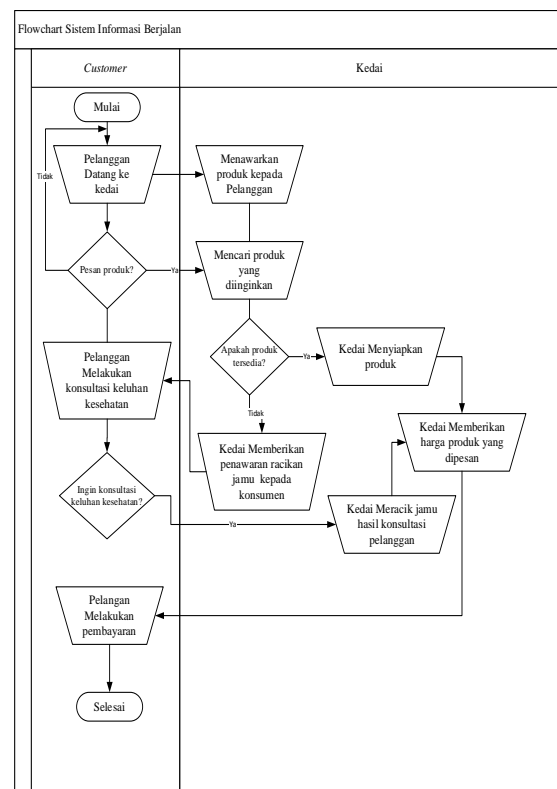 Flowchart Sistem Informasi Berjalan
Customer
Kedai
Mulai
Pelanggan
Datang ke
kedai
Menawarkan
produk kepada
Pelanggan
Tidak
Pesan produk?
Ya
Mencari produk
yang
diinginkan
Apakah produk
tersedia?
Ya
Kedai Menyiapkan
produk
Pelanggan
Melakukan
konsultasi keluhan
kesehatan
Tidak
Kedai Memberikan
penawaran racikan
jamu kepada
konsumen
Kedai Memberikan
harga produk yang
dipesan
Ingin konsultasi
keluhan kesehatan?
Ya
Kedai Meracik jamu
hasil konsultasi
pelanggan
Pelangan
Melakukan
pembayaran
Selesai